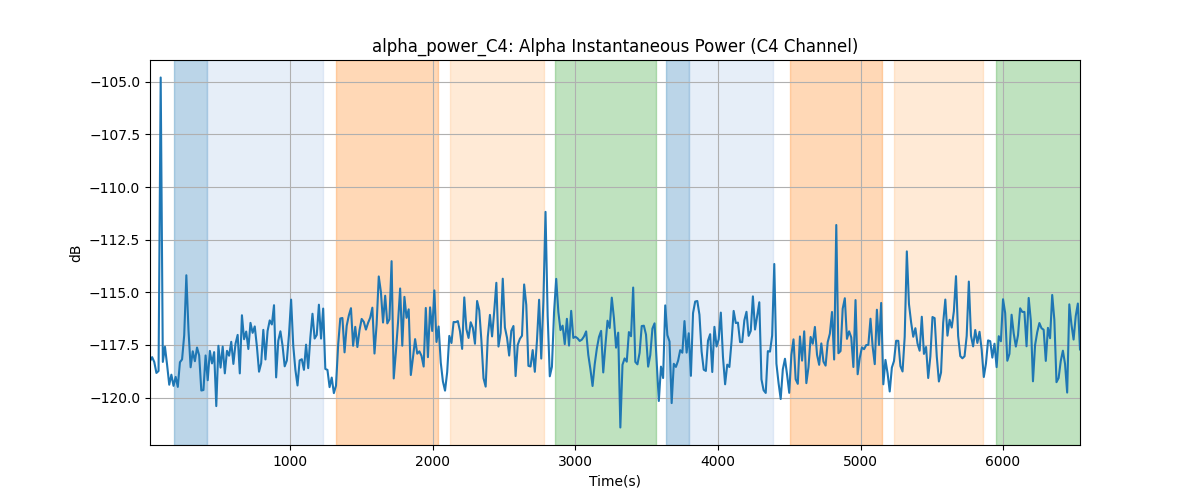 alpha_power_C4: Alpha Instantaneous Power (C4 Channel)
−105.0
−107.5
−110.0
−112.5
−115.0
−117.5
−120.0
dB
1000 2000 3000 4000 5000 6000
Time(s)